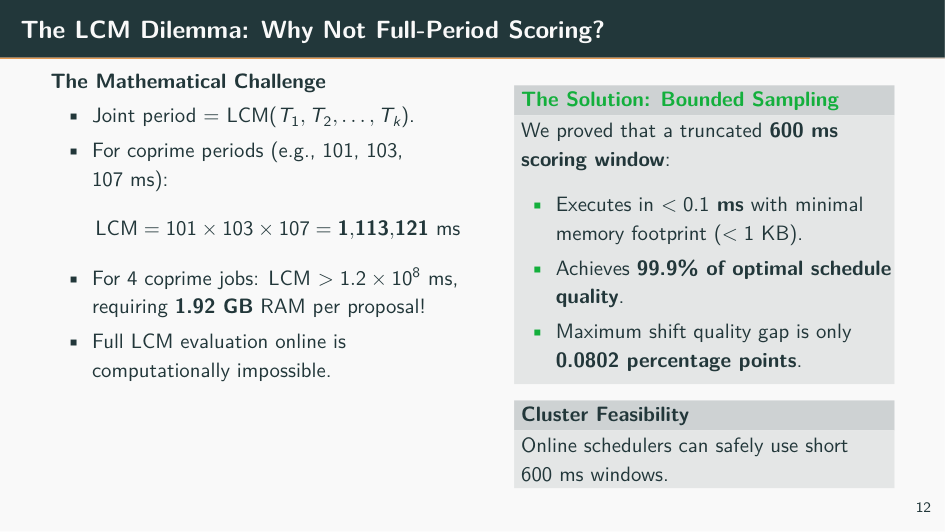 The LCM Dilemma: Why Not Full-Period Scoring?
The Mathematical Challenge
▪ Joint period = LCM(T₁, T₂, . . . , Tₖ).
▪ For coprime periods (e.g., 101, 103,
107 ms):
LCM = 101 × 103 × 107 = 1,113,121 ms
▪ For 4 coprime jobs: LCM > 1.2 × 10⁸ ms,
requiring 1.92 GB RAM per proposal!
▪ Full LCM evaluation online is
computationally impossible.
The Solution: Bounded Sampling
We proved that a truncated 600 ms
scoring window:
▪ Executes in < 0.1 ms with minimal
memory footprint (< 1 KB).
▪ Achieves 99.9% of optimal schedule
quality.
▪ Maximum shift quality gap is only
0.0802 percentage points.
Cluster Feasibility
Online schedulers can safely use short
600 ms windows.
12